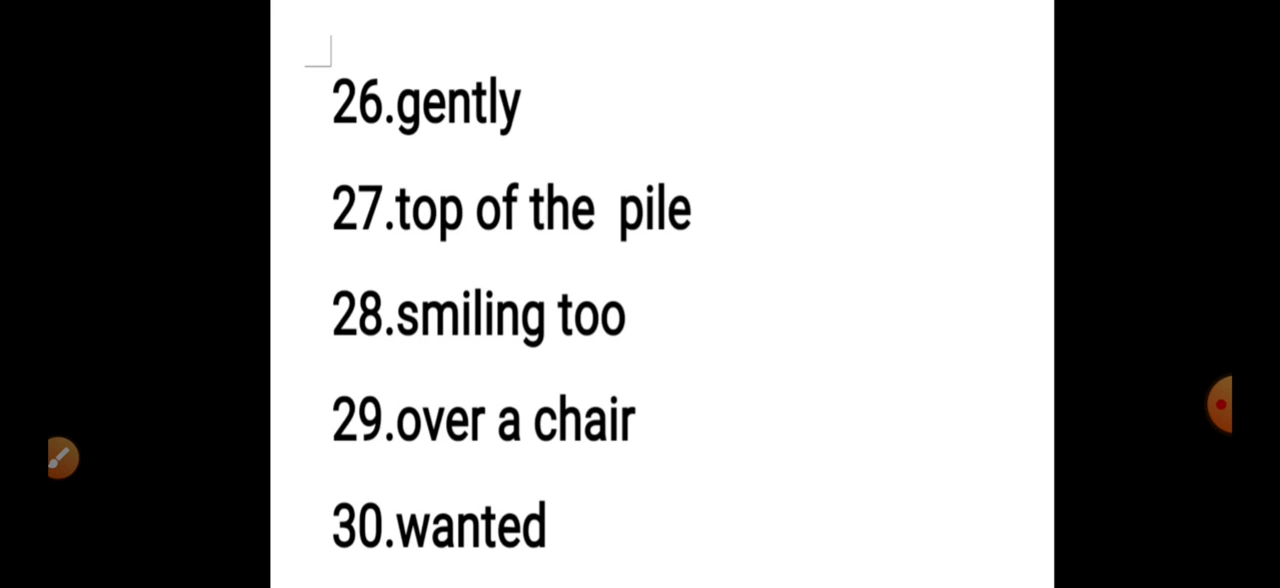 26.gently
27.top of the  pile
28.smiling too
29.over a chair
30.wanted